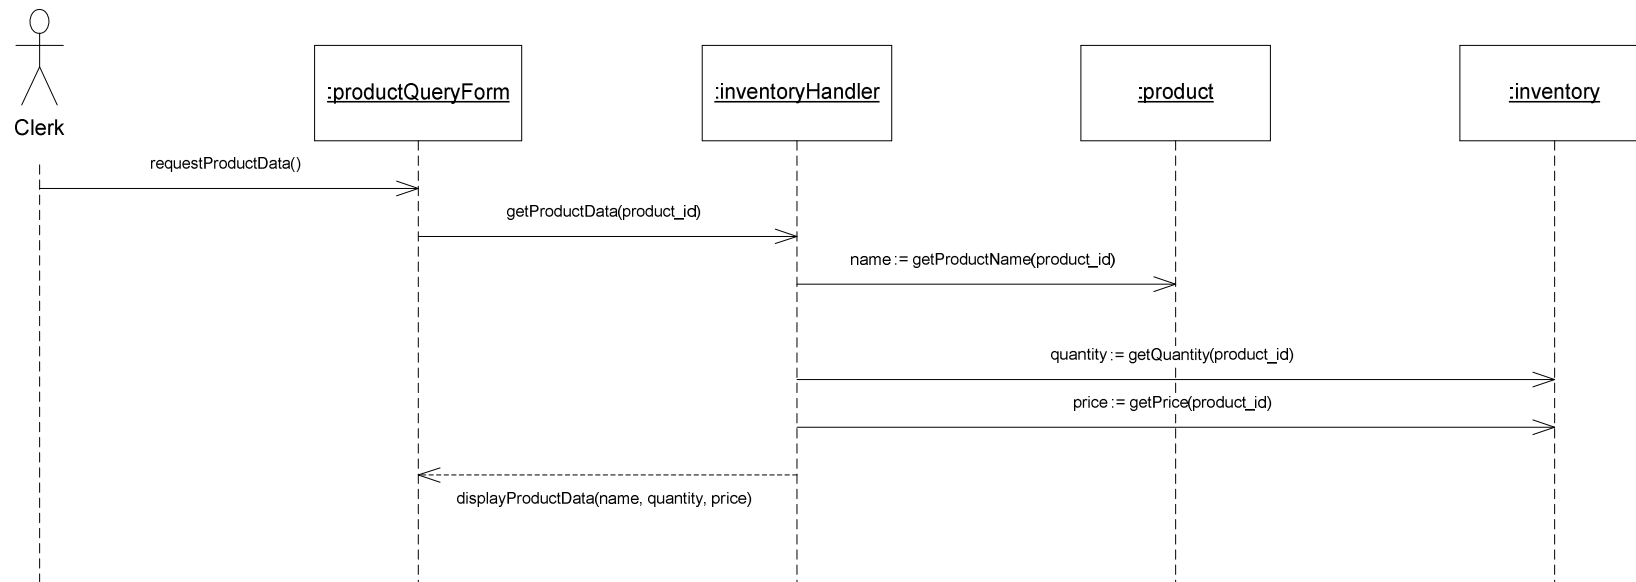 Clerk
:productQueryForm
:inventoryHandler
:product
:inventory
requestProductData()
getProductData(product_id)
name := getProductName(product_id)
quantity := getQuantity(product_id)
price := getPrice(product_id)
displayProductData(name, quantity, price)